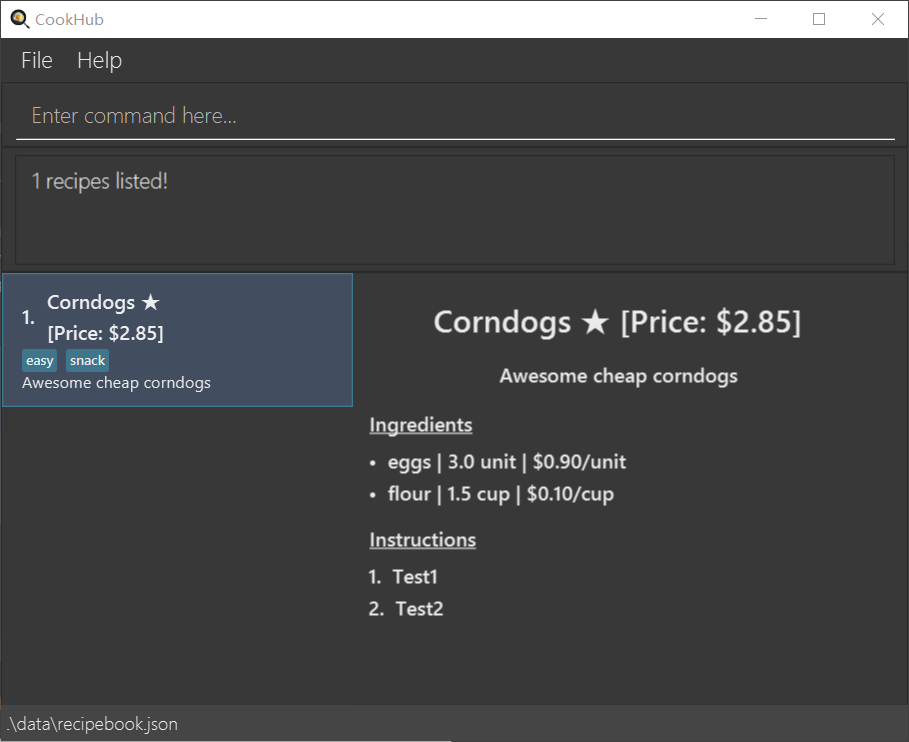 CookHub
File Help
Enter command here...
1 recipes listed!
1. Corndogs ★
[Price: $2.85]
easy snack
Awesome cheap corndogs
Corndogs ★ [Price: $2.85]
Awesome cheap corndogs
Ingredients
• eggs | 3.0 unit | $0.90/unit
• flour | 1.5 cup | $0.10/cup
Instructions
1. Test1
2. Test2
.\data\recipebook.json